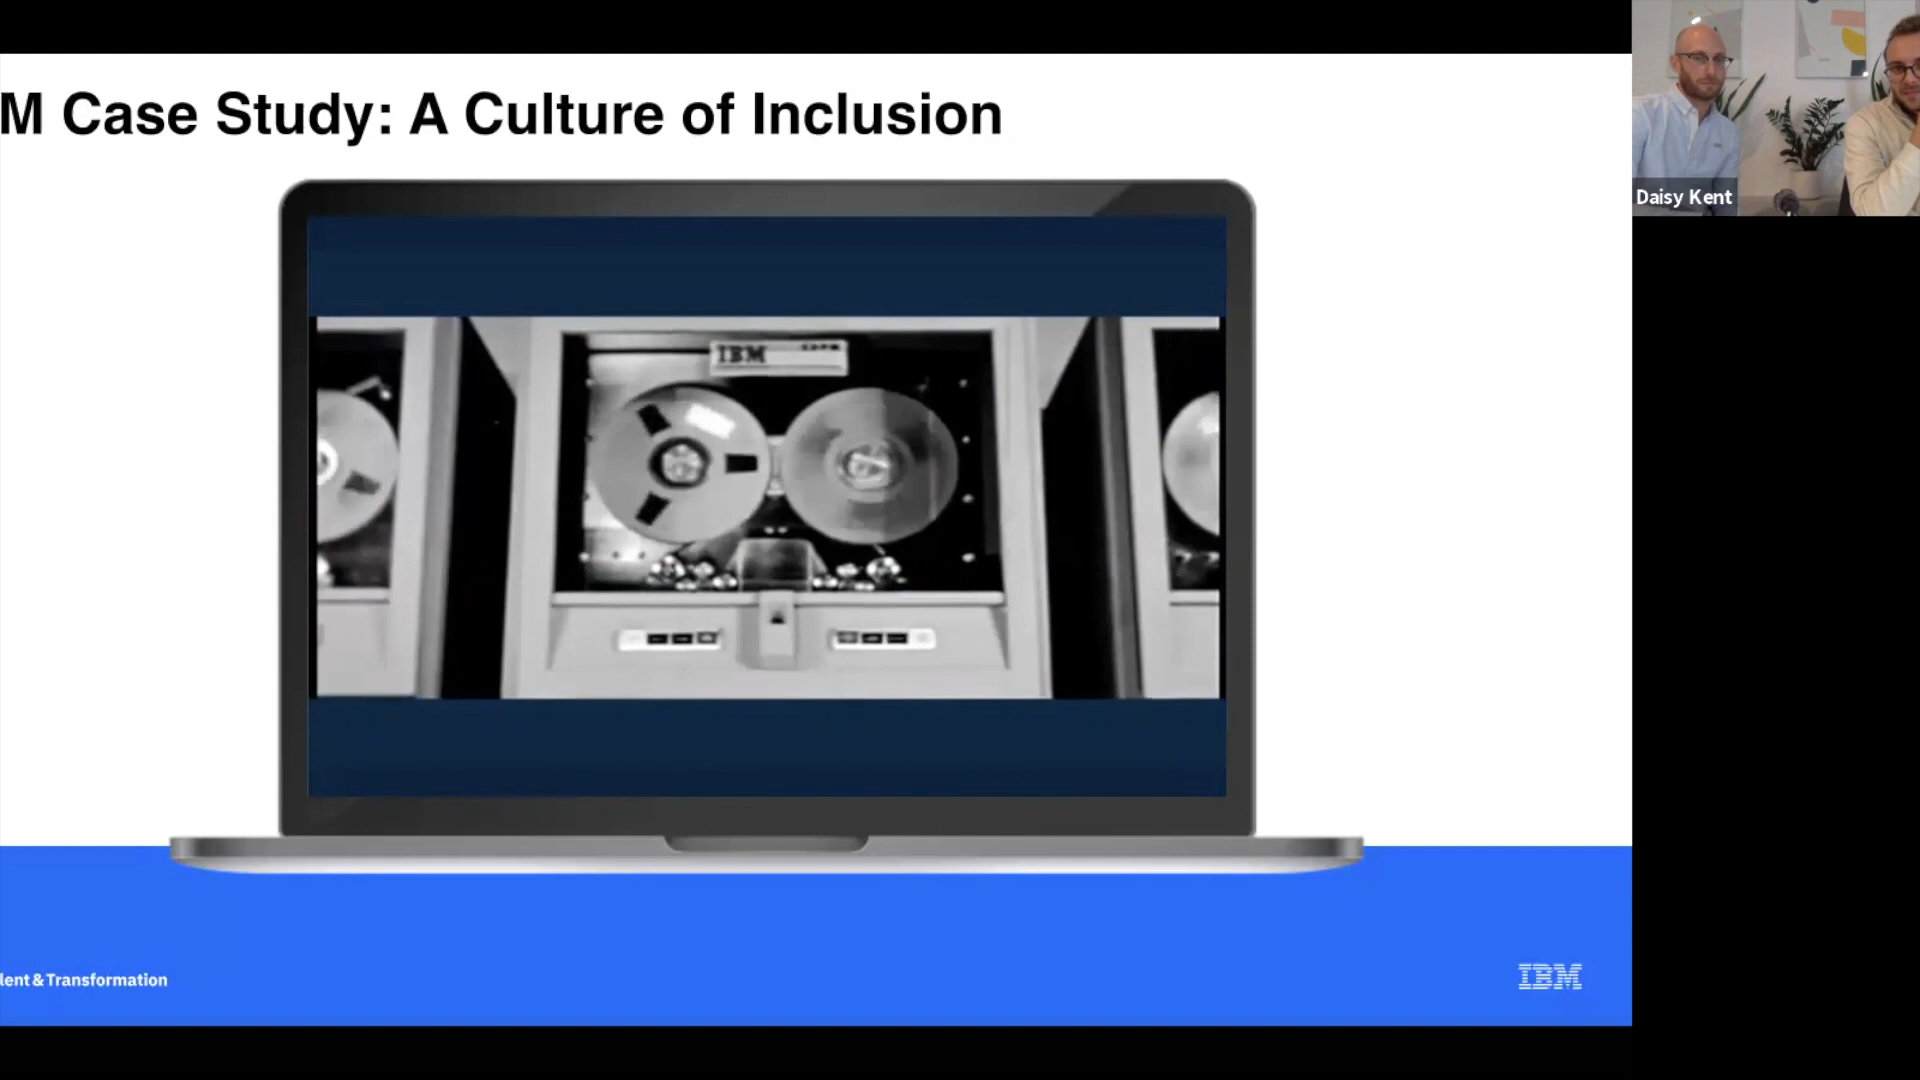 M Case Study: A Culture of Inclusion
Daisy Kent
IBM
lent & Transformation
IBM